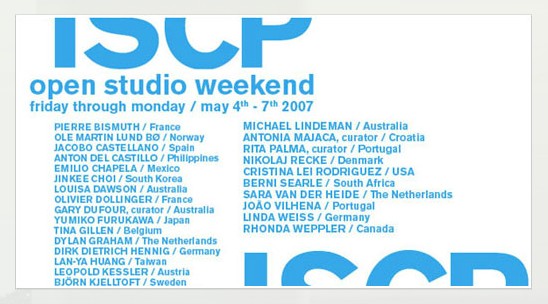 ISCP
open studio weekend
friday through monday / may 4th - 7th 2007
PIERRE BISMUTH / France
OLE MARTIN LUND BØ / Norway
JACOBO CASTELLANO / Spain
ANTON DEL CASTILLO / Philippines
EMILIO CHAPELA / Mexico
JINKEE CHOI / South Korea
LOUISA DAWSON / Australia
OLIVIER DOLLINGER / France
GARY DUFOUR, curator / Australia
YUMIKO FURUKAWA / Japan
TINA GILLEN / Belgium
DYLAN GRAHAM / The Netherlands
DIRK DIETRICH HENNIG / Germany
LAN-YA HUANG / Taiwan
LEOPOLD KESSLER / Austria
BJÖRN KJELLTOFT / Sweden
MICHAEL LINDEMAN / Australia
ANTONIA MAJACA, curator / Croatia
RITA PALMA, curator / Portugal
NIKOLAJ RECKE / Denmark
CRISTINA LEI RODRIGUEZ / USA
BERNI SEARLE / South Africa
SARA VAN DER HEIDE / The Netherlands
JOÃO VILHENA / Portugal
LINDA WEISS / Germany
RHONDA WEPPLER / Canada
ISCP